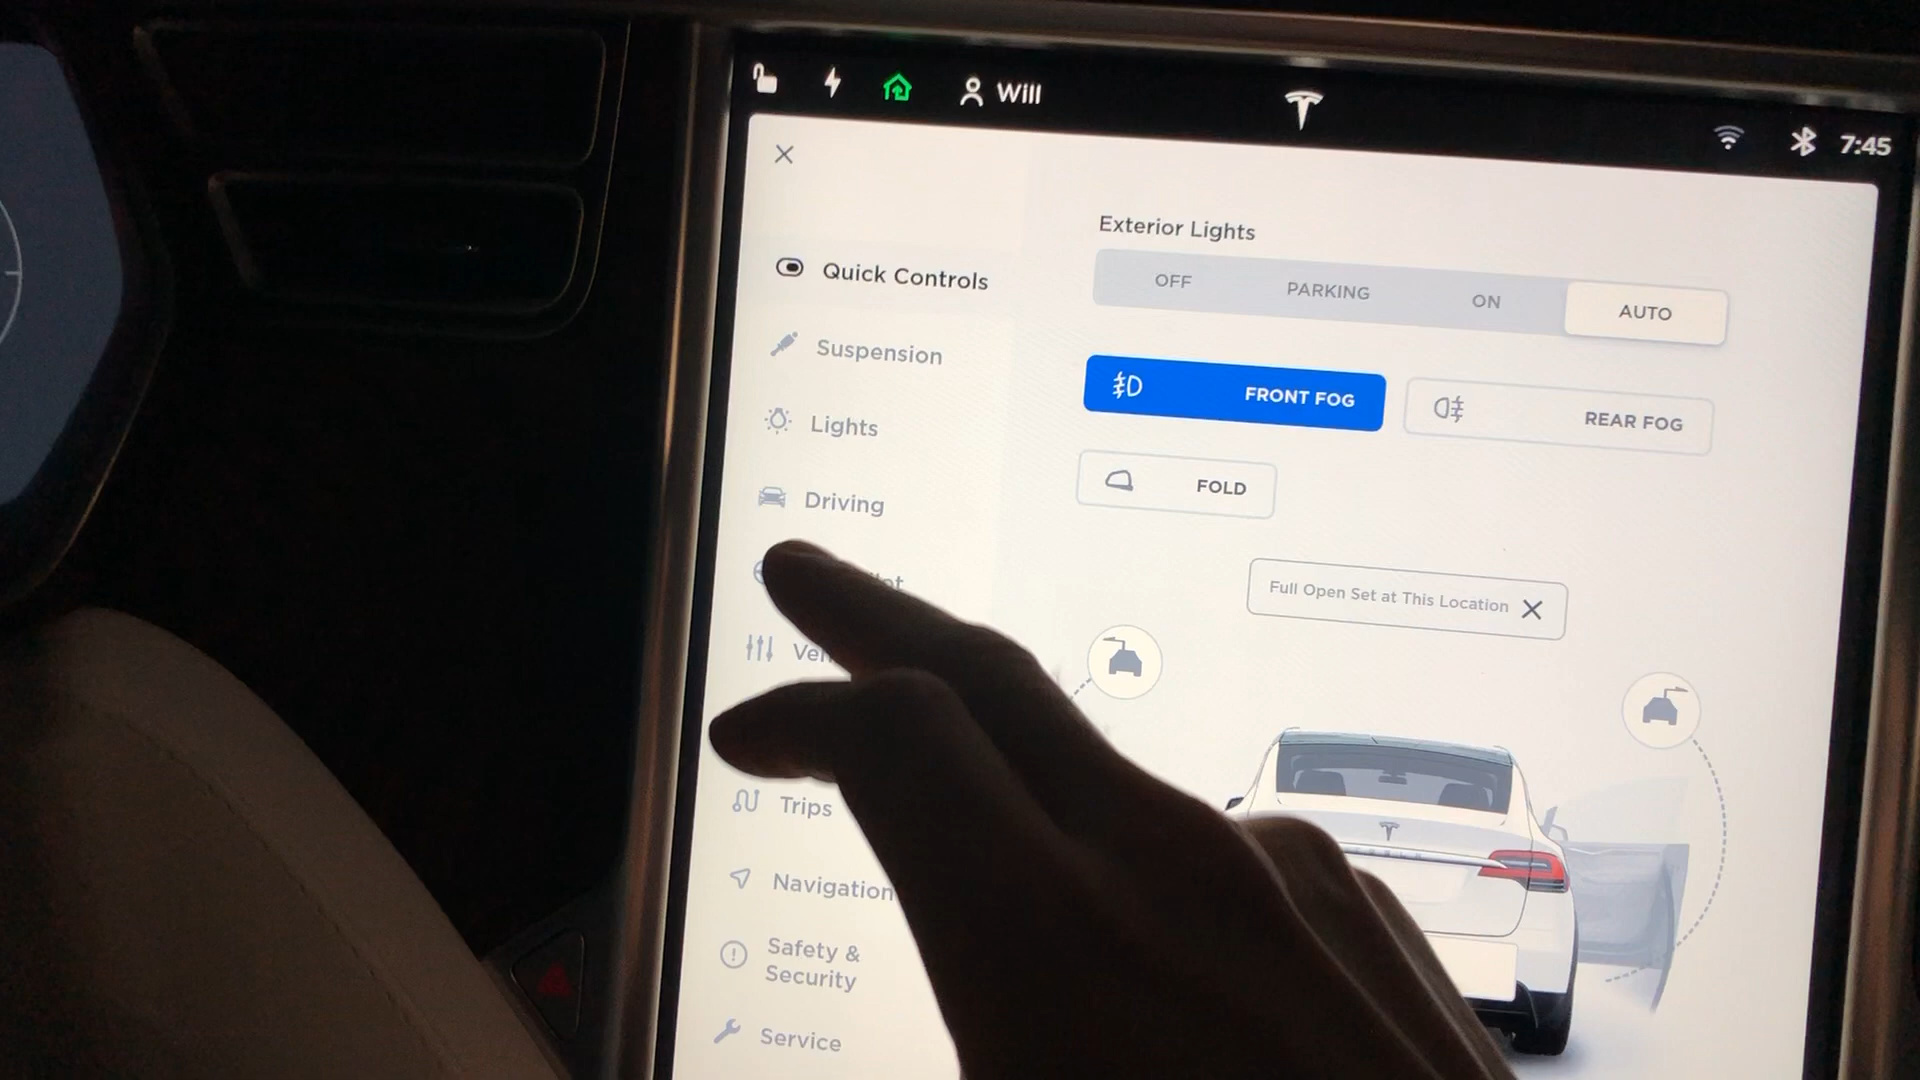 Will
7:45
Exterior Lights
OFF PARKING ON AUTO
Quick Controls
Suspension
FRONT FOG
REAR FOG
Lights
FOLD
Driving
Full Open Set at This Location
Trips
Navigation
Safety &
Security
Service